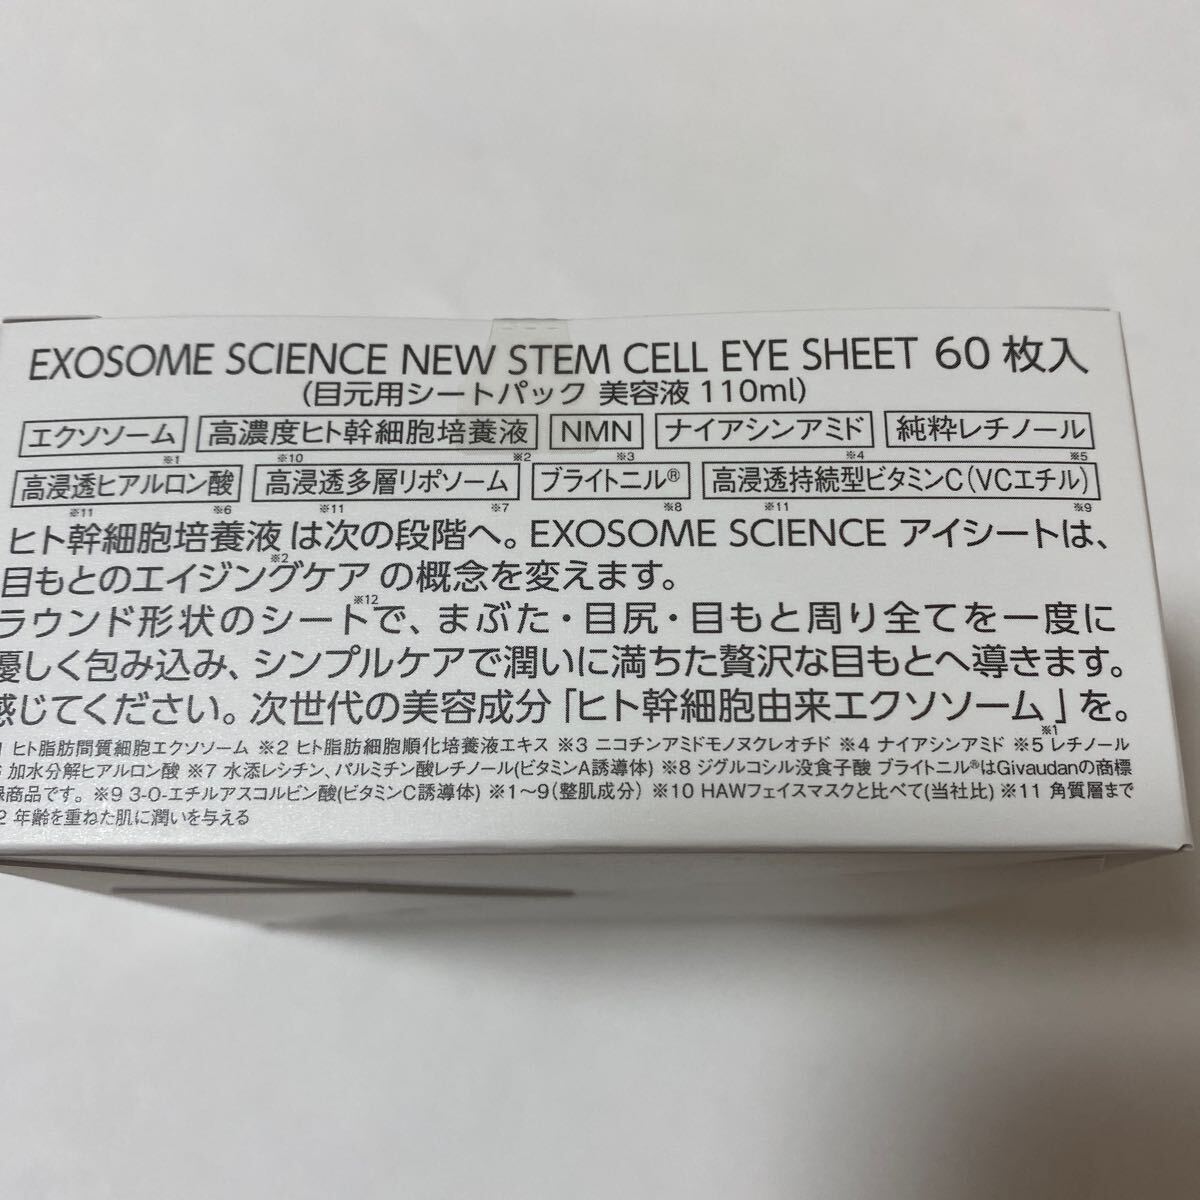 EXOSOME SCIENCE NEW STEM CELL EYE SHEET 60 枚入
(目元用シートパック 美容液 110ml)
エクソソーム※1 高濃度ヒト幹細胞培養液※10 ※2 NMN※3 ナイアシンアミド※4 純粋レチノール※5
高浸透ヒアルロン酸※11 ※6 高浸透多層リポソーム※11 ※7 ブライトニル®※8 高浸透持続型ビタミンC(VCエチル)※11 ※9
ヒト幹細胞培養液※2は次の段階へ。EXOSOME SCIENCE アイシートは、
目もとのエイジングケア※12の概念を変えます。
ラウンド形状のシートで、まぶた・目尻・目もと周り全てを一度に
優しく包み込み、シンプルケアで潤いに満ちた贅沢な目もとへ導きます。
感じてください。次世代の美容成分「ヒト幹細胞由来エクソソーム※1」を。
1 ヒト脂肪間質細胞エクソソーム ※2 ヒト脂肪細胞順化培養液エキス ※3 ニコチンアミドモノヌクレオチド ※4 ナイアシンアミド ※5 レチノール
6 加水分解ヒアルロン酸 ※7 水添レシチン、パルミチン酸レチノール(ビタミンA誘導体) ※8 ジグルコシル没食子酸 ブライトニル®はGivaudanの商標
録商品です。 ※9 3-O-エチルアスコルビン酸(ビタミンC誘導体) ※1〜9(整肌成分) ※10 HAWフェイスマスクと比べて(当社比) ※11 角質層まで
2 年齢を重ねた肌に潤いを与える